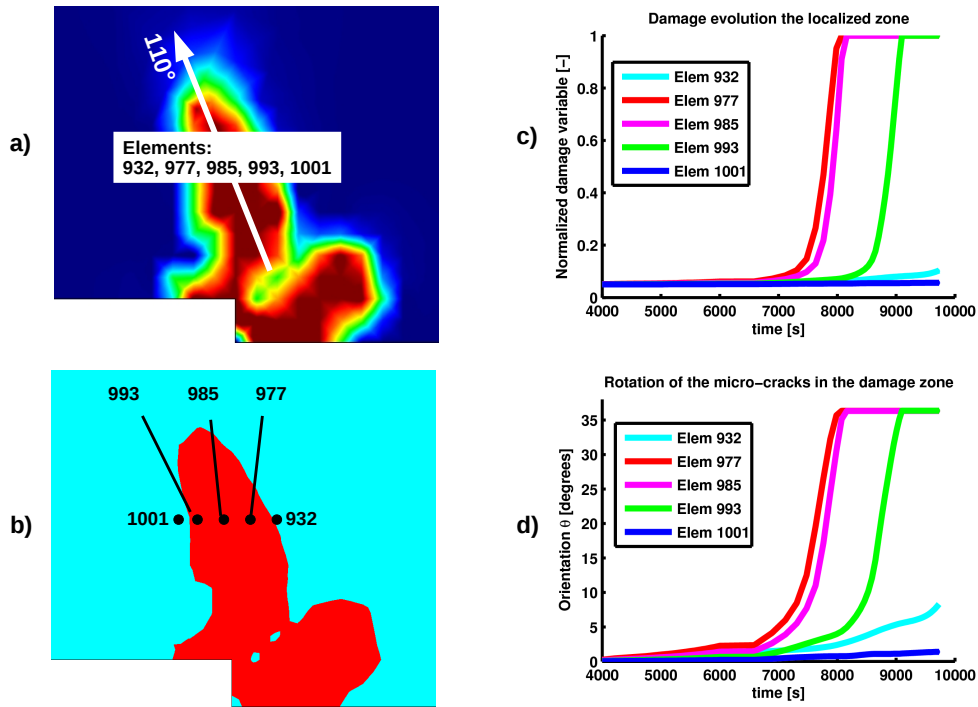 a)
110°
Elements:
932, 977, 985, 993, 1001
b)
993
985
977
1001
932
c)
Damage evolution the localized zone
Normalized damage variable [-]
1
0.8
0.6
0.4
0.2
0
Elem 932
Elem 977
Elem 985
Elem 993
Elem 1001
4000 5000 6000 7000 8000 9000 10000
time [s]
d)
Rotation of the micro-cracks in the damage zone
Orientation θ [degrees]
35
30
25
20
15
10
5
0
Elem 932
Elem 977
Elem 985
Elem 993
Elem 1001
4000 5000 6000 7000 8000 9000 10000
time [s]